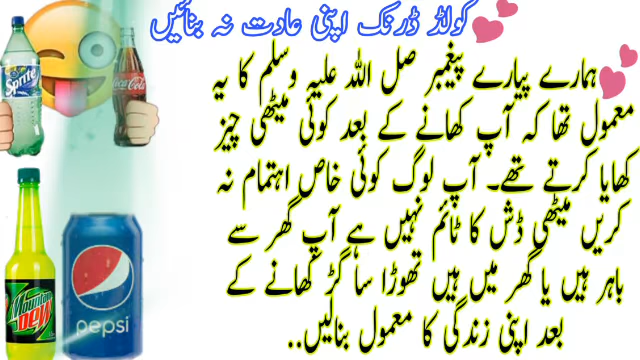 کولڈ ڈرنک اپنی عادت نہ بنائیں
ہمارے پیارے پیغمبر صل اللہ علیہ وسلم کا یہ
معمول تھا کہ آپ کھانے کے بعد کوئی میٹھی چیز
کھایا کرتے تھے۔ آپ لوگ کوئی خاص اہتمام نہ
کریں میٹھی ڈش کا ٹائم نہیں ہے آپ گھر سے
باہر ہیں یا گھر میں ہیں تھوڑا سا گڑ کھانے کے
بعد اپنی زندگی کا معمول بنالیں..
Sprite
Coca-Cola
Mountain
DEW
pepsi